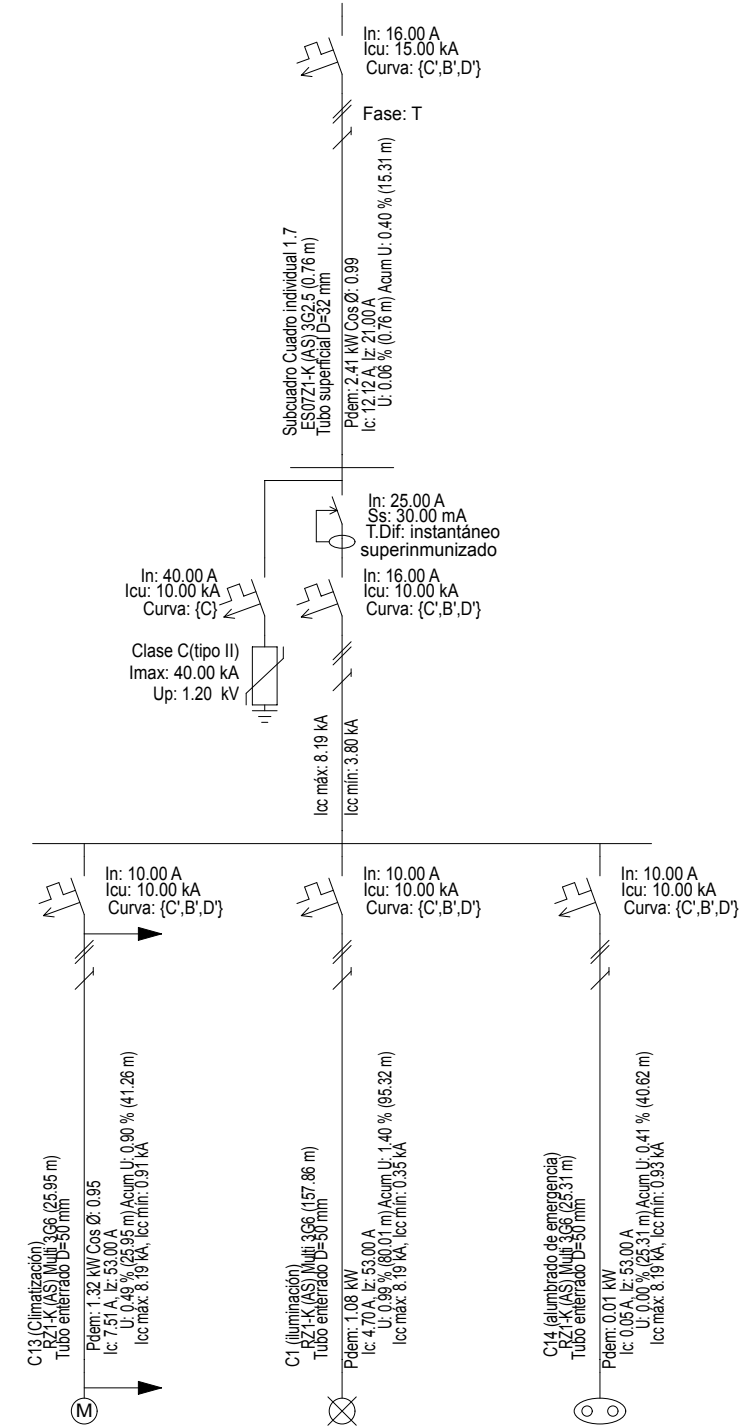 In: 16.00 A
Icu: 15.00 kA
Curva: {C',B',D'}
Fase: T
Subcuadro Cuadro individual 1.7
ES07Z1-K (AS) 3G2.5 (0.76 m)
Tubo superficial D=32 mm
Pdem: 2.41 kW Cos Ø: 0.99
Ic: 12.12 A, Iz: 21.00 A
U: 0.06 % (0.76 m) Acum U: 0.40 % (15.31 m)
In: 25.00 A
Ss: 30.00 mA
T.Dif: instantáneo
superinmunizado
In: 40.00 A
Icu: 10.00 kA
Curva: {C}
In: 16.00 A
Icu: 10.00 kA
Curva: {C',B',D'}
Clase C(tipo II)
Imax: 40.00 kA
Up: 1.20 kV
Icc máx: 8.19 kA
Icc mín: 3.80 kA
In: 10.00 A
Icu: 10.00 kA
Curva: {C',B',D'}
In: 10.00 A
Icu: 10.00 kA
Curva: {C',B',D'}
In: 10.00 A
Icu: 10.00 kA
Curva: {C',B',D'}
C13 (Climatización)
RZ1-K (AS) Multi 3G6 (25.95 m)
Tubo enterrado D=50 mm
Pdem: 1.32 kW Cos Ø: 0.95
Ic: 7.51 A, Iz: 53.00 A
U: 0.49 % (25.95 m) Acum U: 0.90 % (41.26 m)
Icc máx: 8.19 kA, Icc mín: 0.91 kA
C1 (iluminación)
RZ1-K (AS) Multi 3G6 (157.86 m)
Tubo enterrado D=50 mm
Pdem: 1.08 kW
Ic: 4.70 A, Iz: 53.00 A
U: 0.99 % (80.01 m) Acum U: 1.40 % (95.32 m)
Icc máx: 8.19 kA, Icc mín: 0.35 kA
C14 (alumbrado de emergencia)
RZ1-K (AS) Multi 3G6 (25.31 m)
Tubo enterrado D=50 mm
Pdem: 0.01 kW
Ic: 0.05 A, Iz: 53.00 A
U: 0.00 % (25.31 m) Acum U: 0.41 % (40.62 m)
Icc máx: 8.19 kA, Icc mín: 0.93 kA
M